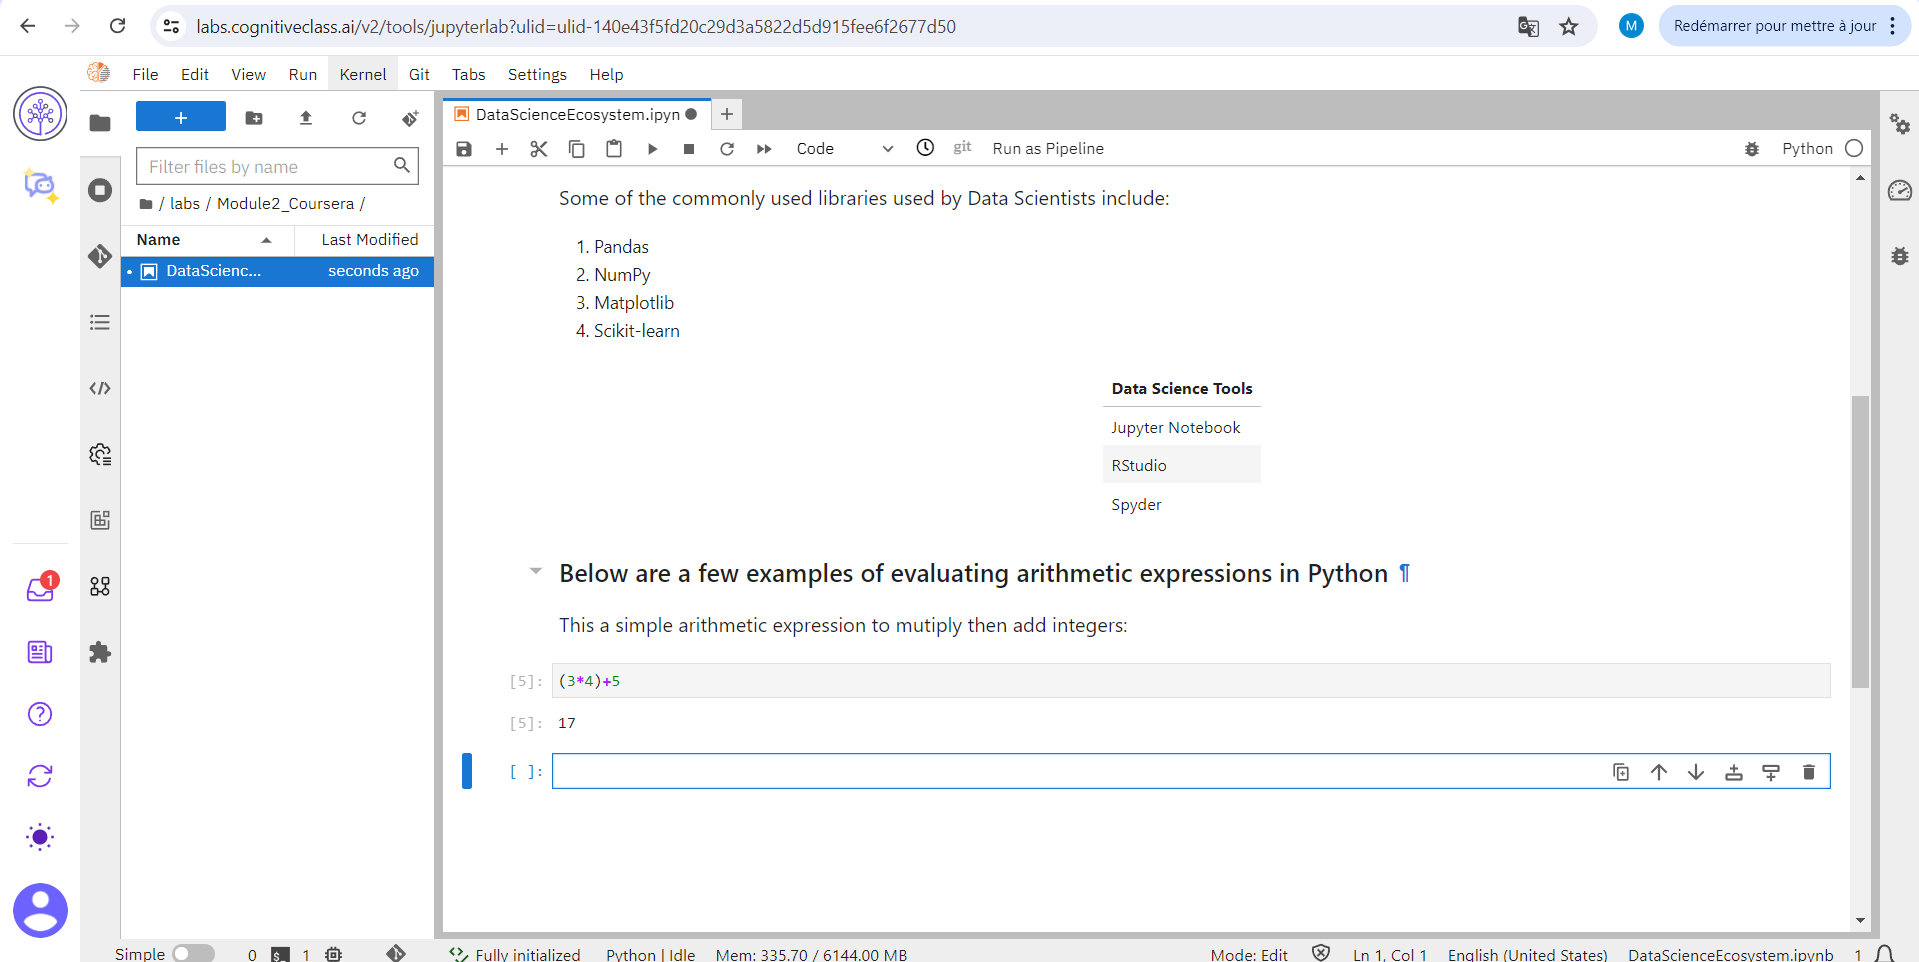 labs.cognitiveclass.ai/v2/tools/jupyterlab?ulid=ulid-140e43f5fd20c29d3a5822d5d915fee6f2677d50
M
Redémarrer pour mettre à jour
File Edit View Run Kernel Git Tabs Settings Help
+
DataScienceEcosystem.ipyn
Filter files by name
Code
git
Run as Pipeline
Python
/ labs / Module2_Coursera /
Name
Last Modified
DataScienc...
seconds ago
Some of the commonly used libraries used by Data Scientists include:
1. Pandas
2. NumPy
3. Matplotlib
4. Scikit-learn
Data Science Tools
Jupyter Notebook
RStudio
Spyder
Below are a few examples of evaluating arithmetic expressions in Python ¶
This a simple arithmetic expression to mutiply then add integers:
1
[5]: (3*4)+5
[5]: 17
[ ]:
Simple 0 $_ 1 Fully initialized Python | Idle Mem: 335.70 / 6144.00 MB Mode: Edit Ln 1, Col 1 English (United States) DataScienceEcosystem.ipynb 1